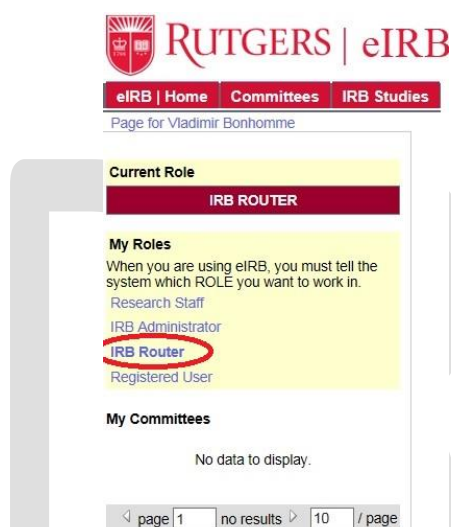 RUTGERS | eIRB
eIRB | Home Committees IRB Studies
Page for Vladimir Bonhomme
Current Role
IRB ROUTER
My Roles
When you are using eIRB, you must tell the
system which ROLE you want to work in.
Research Staff
IRB Administrator
IRB Router
Registered User
My Committees
No data to display.
page 1 no results 10 / page